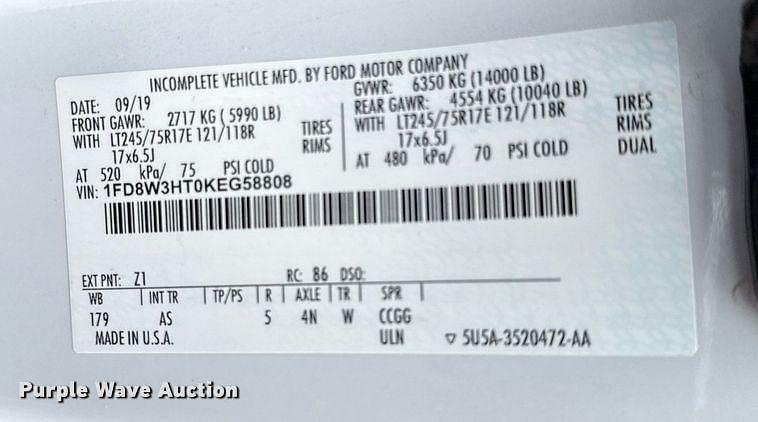 INCOMPLETE VEHICLE MFD. BY FORD MOTOR COMPANY
DATE: 09/19 GVWR: 6350 KG (14000 LB)
FRONT GAWR: 2717 KG ( 5990 LB) REAR GAWR: 4554 KG (10040 LB)
WITH LT245/75R17E 121/118R TIRES WITH LT245/75R17E 121/118R TIRES
17x6.5J RIMS 17x6.5J RIMS
AT 520 kPa/ 75 PSI COLD AT 480 kPa/ 70 PSI COLD DUAL
VIN: 1FD8W3HT0KEG58808
EXT PNT: Z1 RC: 86 DSO:
WB | INT TR | TP/PS | R | AXLE | TR | SPR |
179 AS 5 4N W CCGG
MADE IN U.S.A. ULN ▽ 5U5A-3520472-AA
Purple Wave Auction